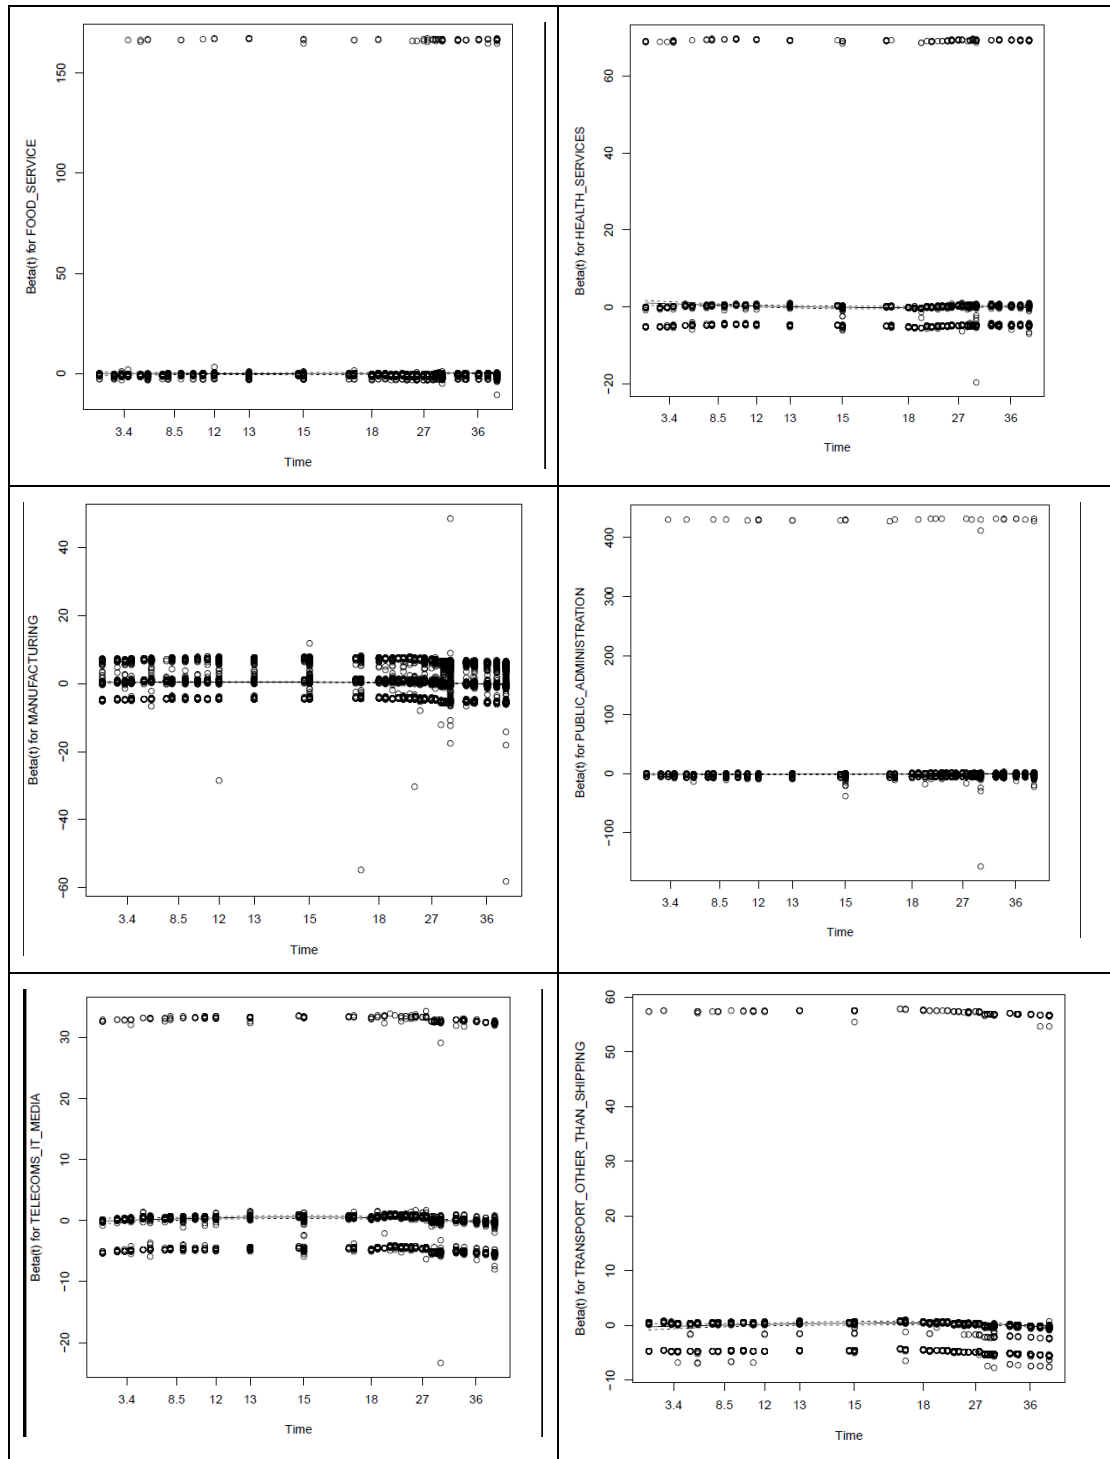 Beta(t) for FOOD_SERVICE
150
100
50
0
3.4 8.5 12 13 15 18 27 36
Time
Beta(t) for HEALTH_SERVICES
60
40
20
0
−20
3.4 8.5 12 13 15 18 27 36
Time
Beta(t) for MANUFACTURING
40
20
0
−20
−40
−60
3.4 8.5 12 13 15 18 27 36
Time
Beta(t) for PUBLIC_ADMINISTRATION
400
300
200
100
0
−100
3.4 8.5 12 13 15 18 27 36
Time
Beta(t) for TELECOMS_IT_MEDIA
30
20
10
0
−10
−20
3.4 8.5 12 13 15 18 27 36
Time
Beta(t) for TRANSPORT_OTHER_THAN_SHIPPING
60
50
40
30
20
10
0
−10
3.4 8.5 12 13 15 18 27 36
Time